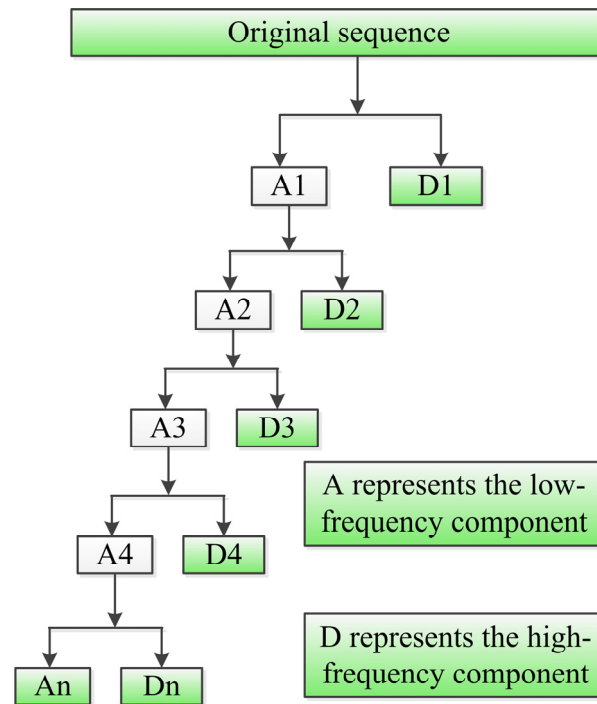 Original sequence
A1
D1
A2
D2
A3
D3
A represents the low-
frequency component
A4
D4
D represents the high-
frequency component
An
Dn